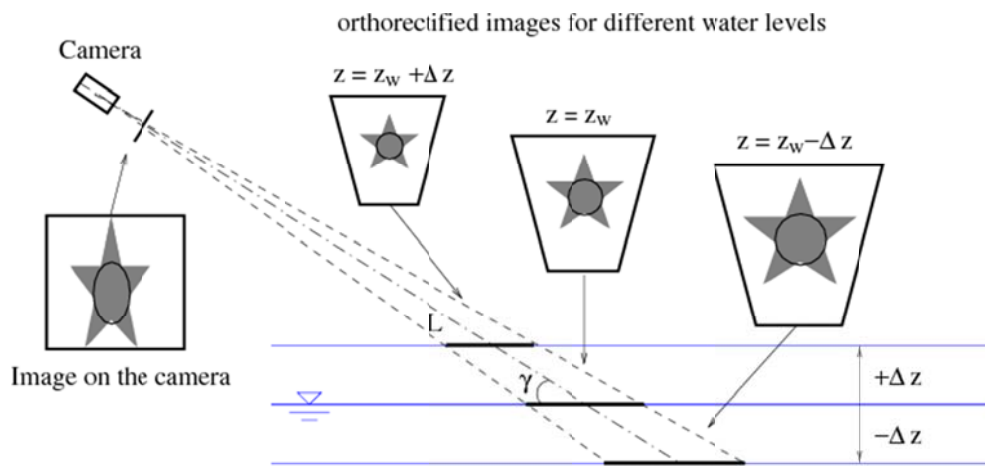 orthorectified images for different water levels
Camera
z = z_w +Δ z
z = z_w
z = z_w−Δ z
L
γ
Image on the camera
+Δ z
−Δ z